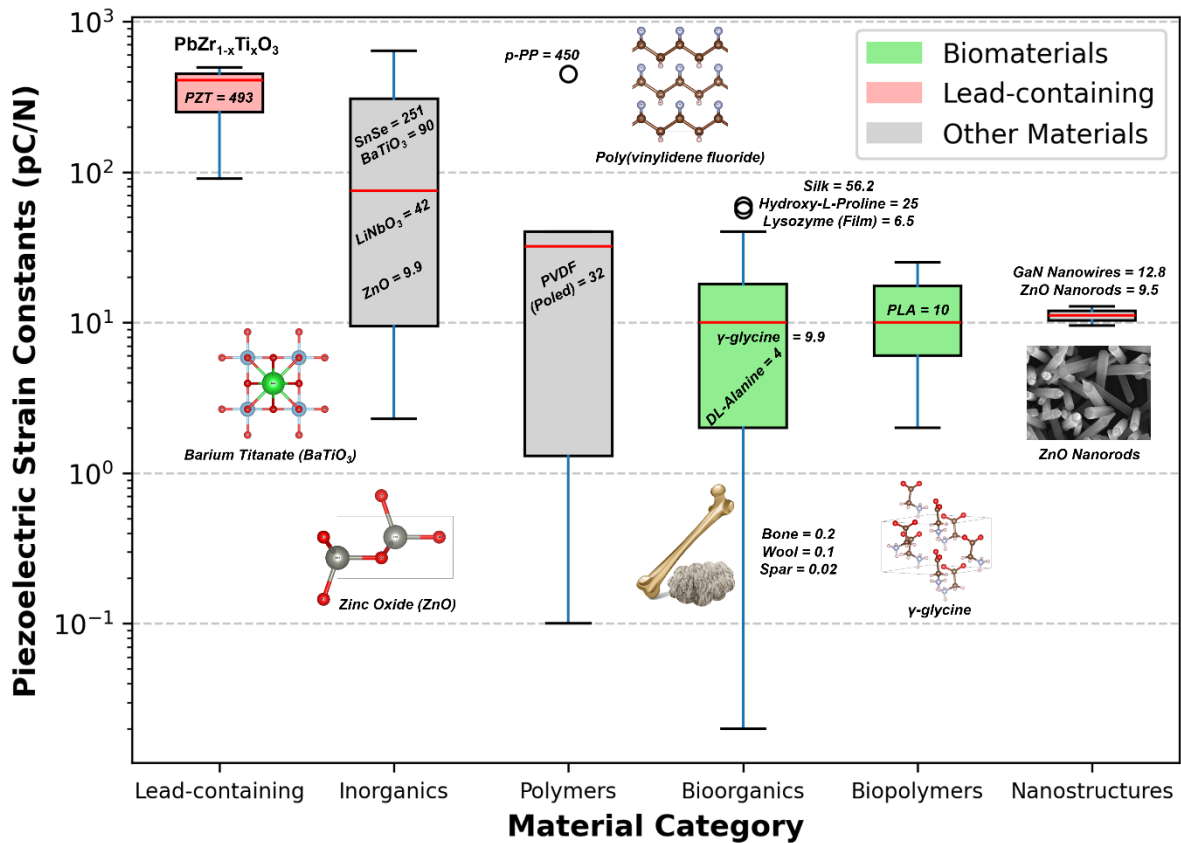 Piezoelectric Strain Constants (pC/N)
10³
10²
10¹
10⁰
10⁻¹
PbZr₁₋ₓTiₓO₃
PZT = 493
SnSe = 251
BaTiO₃ = 90
LiNbO₃ = 42
ZnO = 9.9
p-PP = 450
Poly(vinylidene fluoride)
Biomaterials
Lead-containing
Other Materials
Silk = 56.2
Hydroxy-L-Proline = 25
Lysozyme (Film) = 6.5
PVDF
(Poled) = 32
γ-glycine = 9.9
DL-Alanine = 4
PLA = 10
GaN Nanowires = 12.8
ZnO Nanorods = 9.5
ZnO Nanorods
Barium Titanate (BaTiO₃)
Zinc Oxide (ZnO)
Bone = 0.2
Wool = 0.1
Spar = 0.02
γ-glycine
Lead-containing
Inorganics
Polymers
Bioorganics
Biopolymers
Nanostructures
Material Category